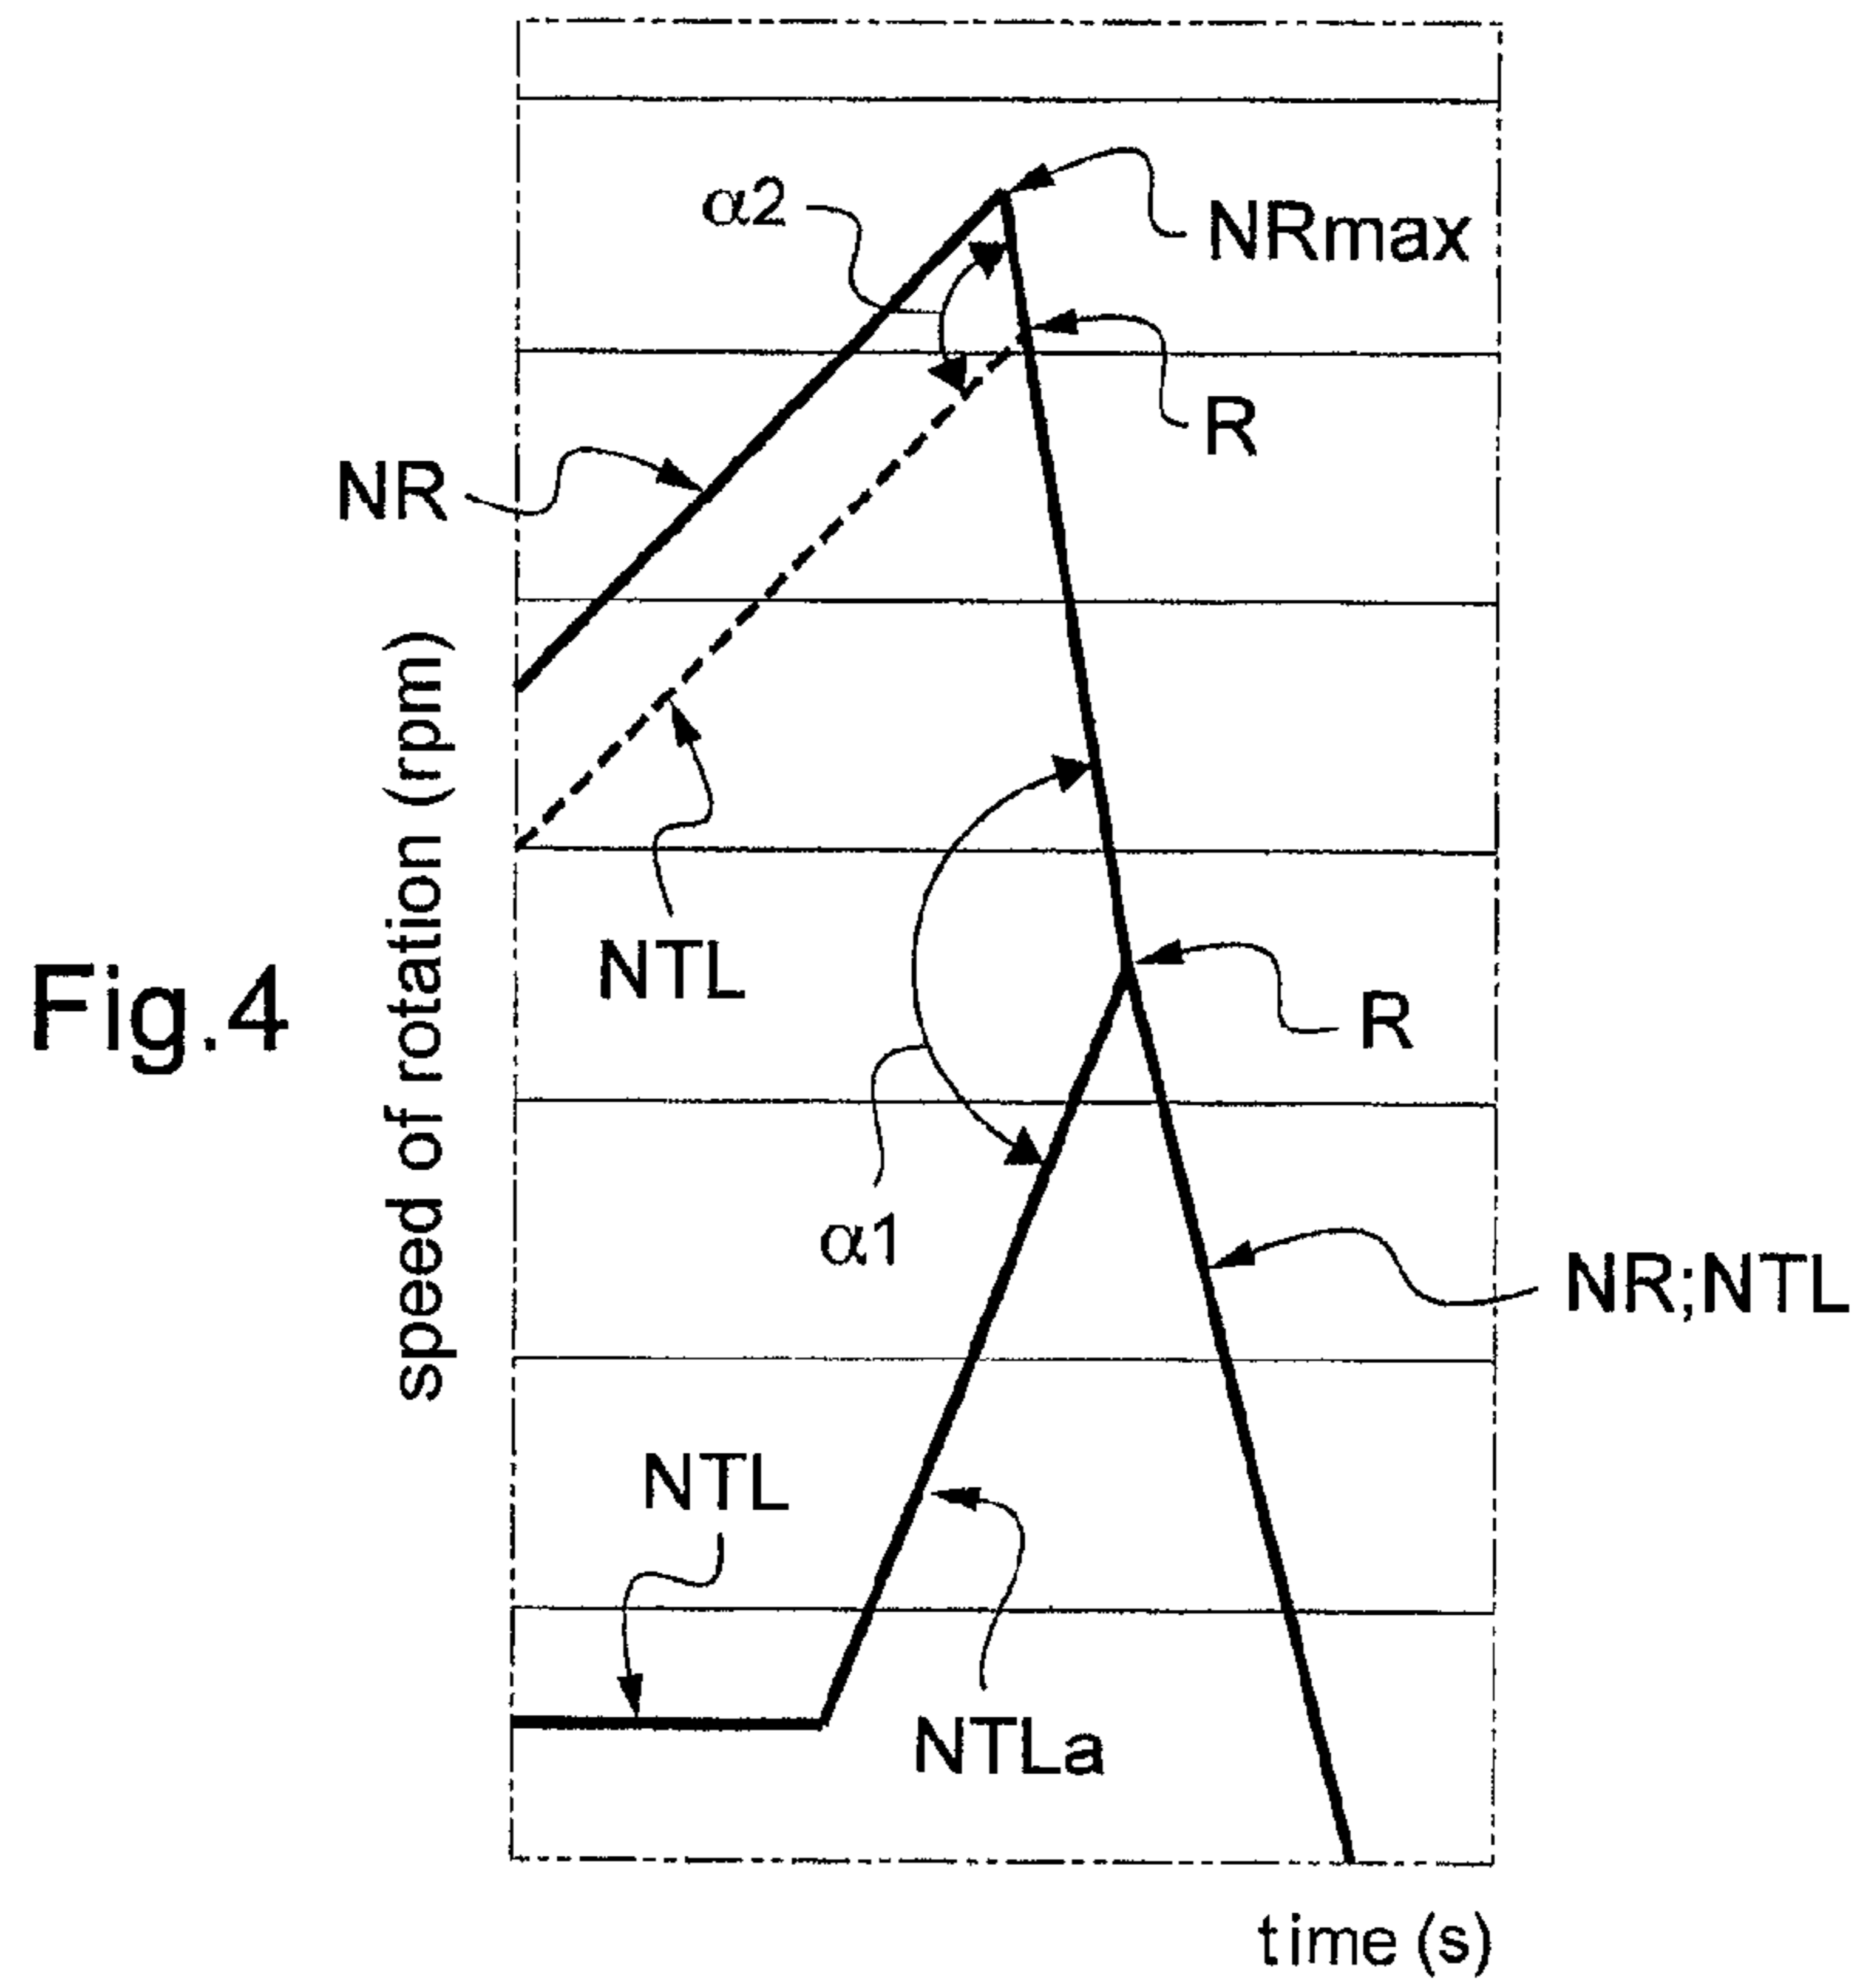 α2
NRmax
R
NR
speed of rotation (rpm)
NTL
Fig.4
R
α1
NR;NTL
NTL
NTLa
time (s)